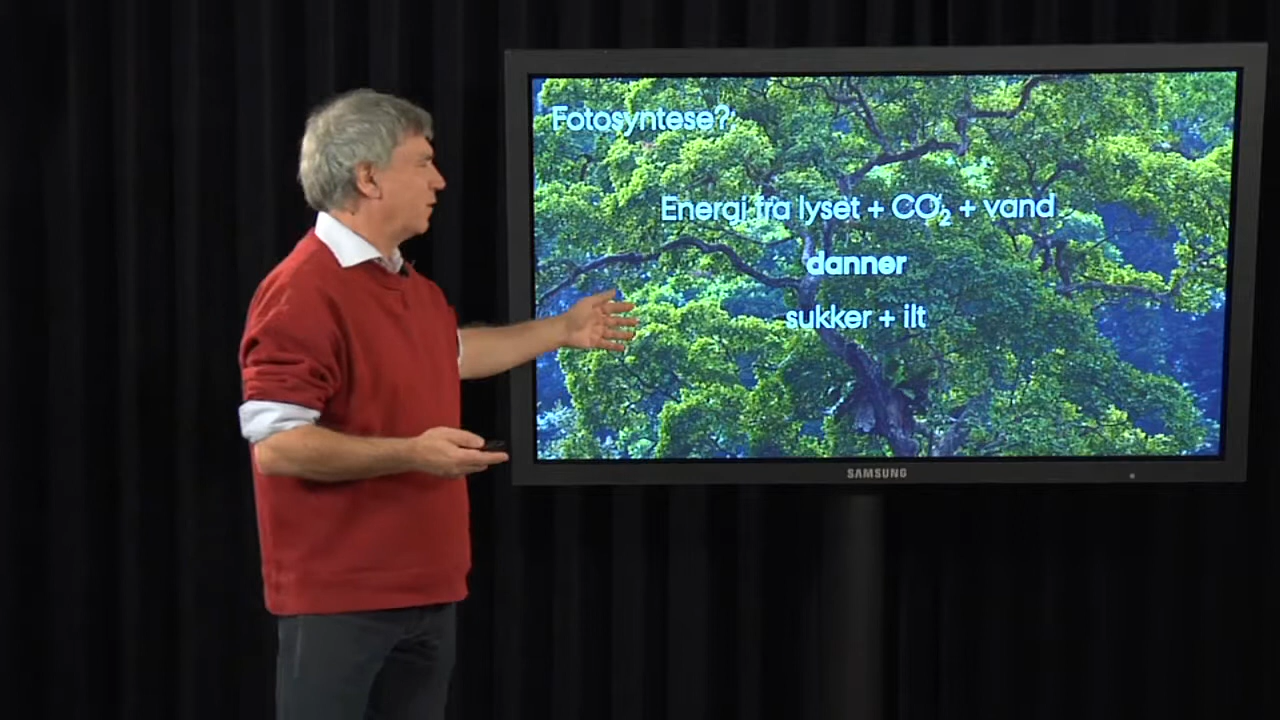 Fotosyntese?
Energi fra lyset + CO₂ + vand
danner
sukker + ilt
SAMSUNG